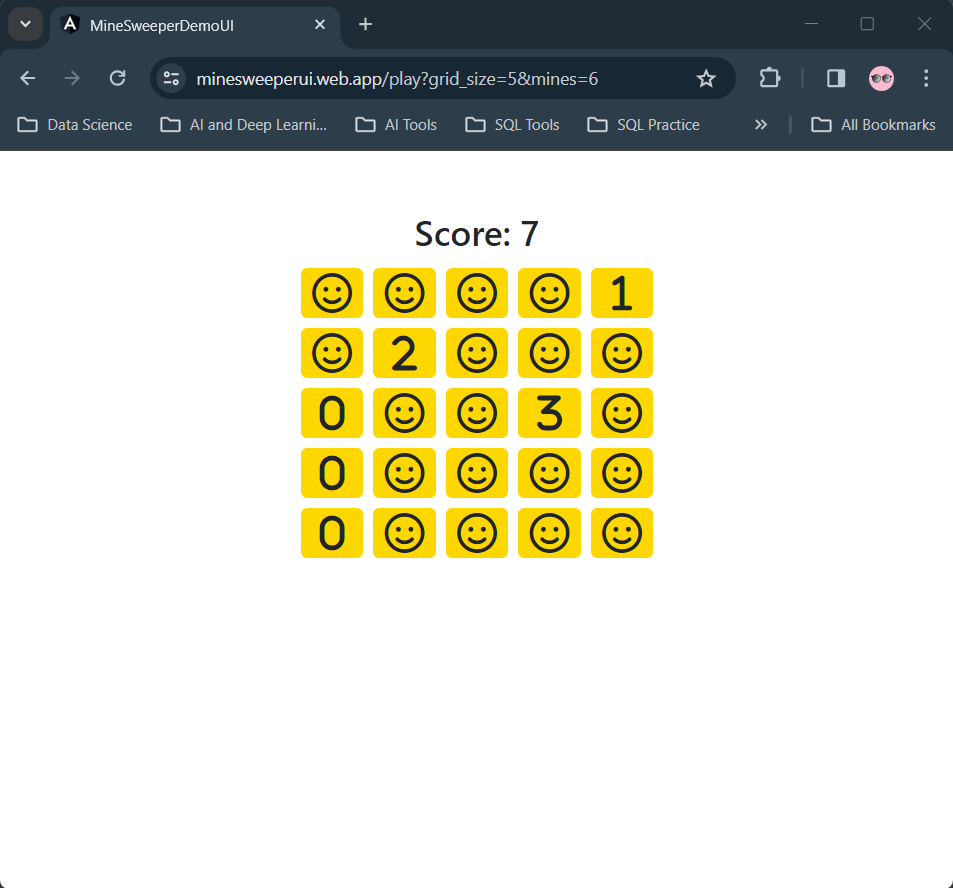 MineSweeperDemoUI
minesweeperui.web.app/play?grid_size=5&mines=6
Data Science AI and Deep Learni... AI Tools SQL Tools SQL Practice All Bookmarks
Score: 7
1
2
0 3
0
0